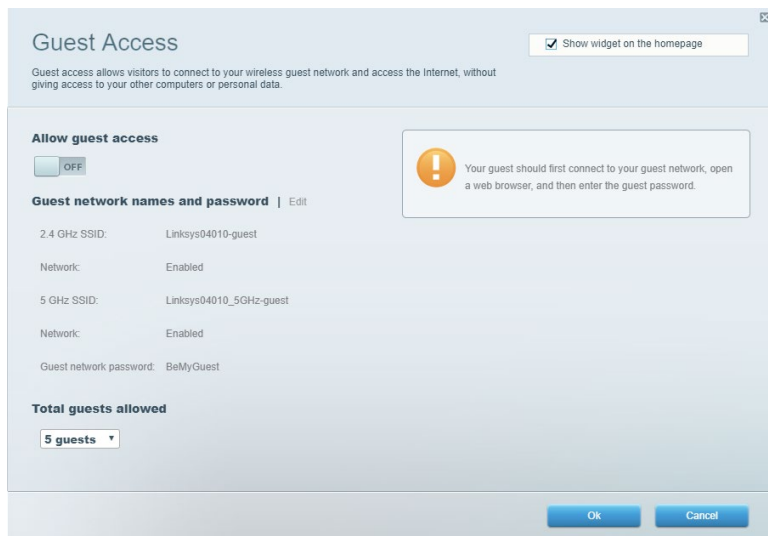 Guest Access
Show widget on the homepage
Guest access allows visitors to connect to your wireless guest network and access the Internet, without
giving access to your other computers or personal data.
Allow guest access
OFF
Your guest should first connect to your guest network, open
a web browser, and then enter the guest password.
Guest network names and password | Edit
2.4 GHz SSID: Linksys04010-guest
Network: Enabled
5 GHz SSID: Linksys04010_5GHz-guest
Network: Enabled
Guest network password: BeMyGuest
Total guests allowed
5 guests
Ok Cancel